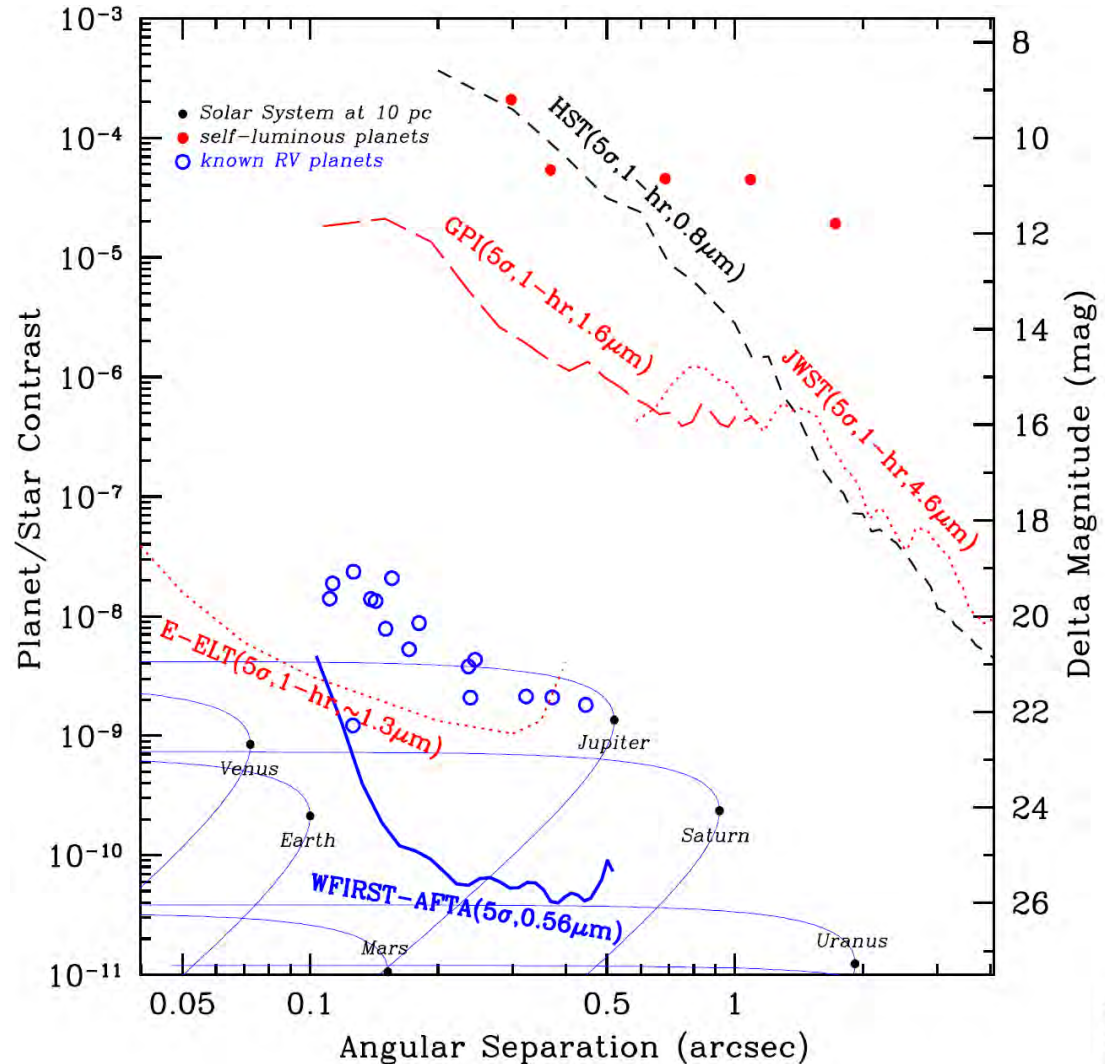 10⁻³
10⁻⁴
10⁻⁵
10⁻⁶
10⁻⁷
10⁻⁸
10⁻⁹
10⁻¹⁰
10⁻¹¹
Planet/Star Contrast
Solar System at 10 pc
self-luminous planets
known RV planets
HST(5σ,1-hr,0.8μm)
GPI(5σ,1-hr,1.6μm)
JWST(5σ,1-hr,4.6μm)
E-ELT(5σ,1-hr,~1.3μm)
Jupiter
Venus
Earth
Saturn
WFIRST-AFTA(5σ,0.56μm)
Mars
Uranus
8
10
12
14
16
18
20
22
24
26
Delta Magnitude (mag)
0.05 0.1 0.5 1
Angular Separation (arcsec)